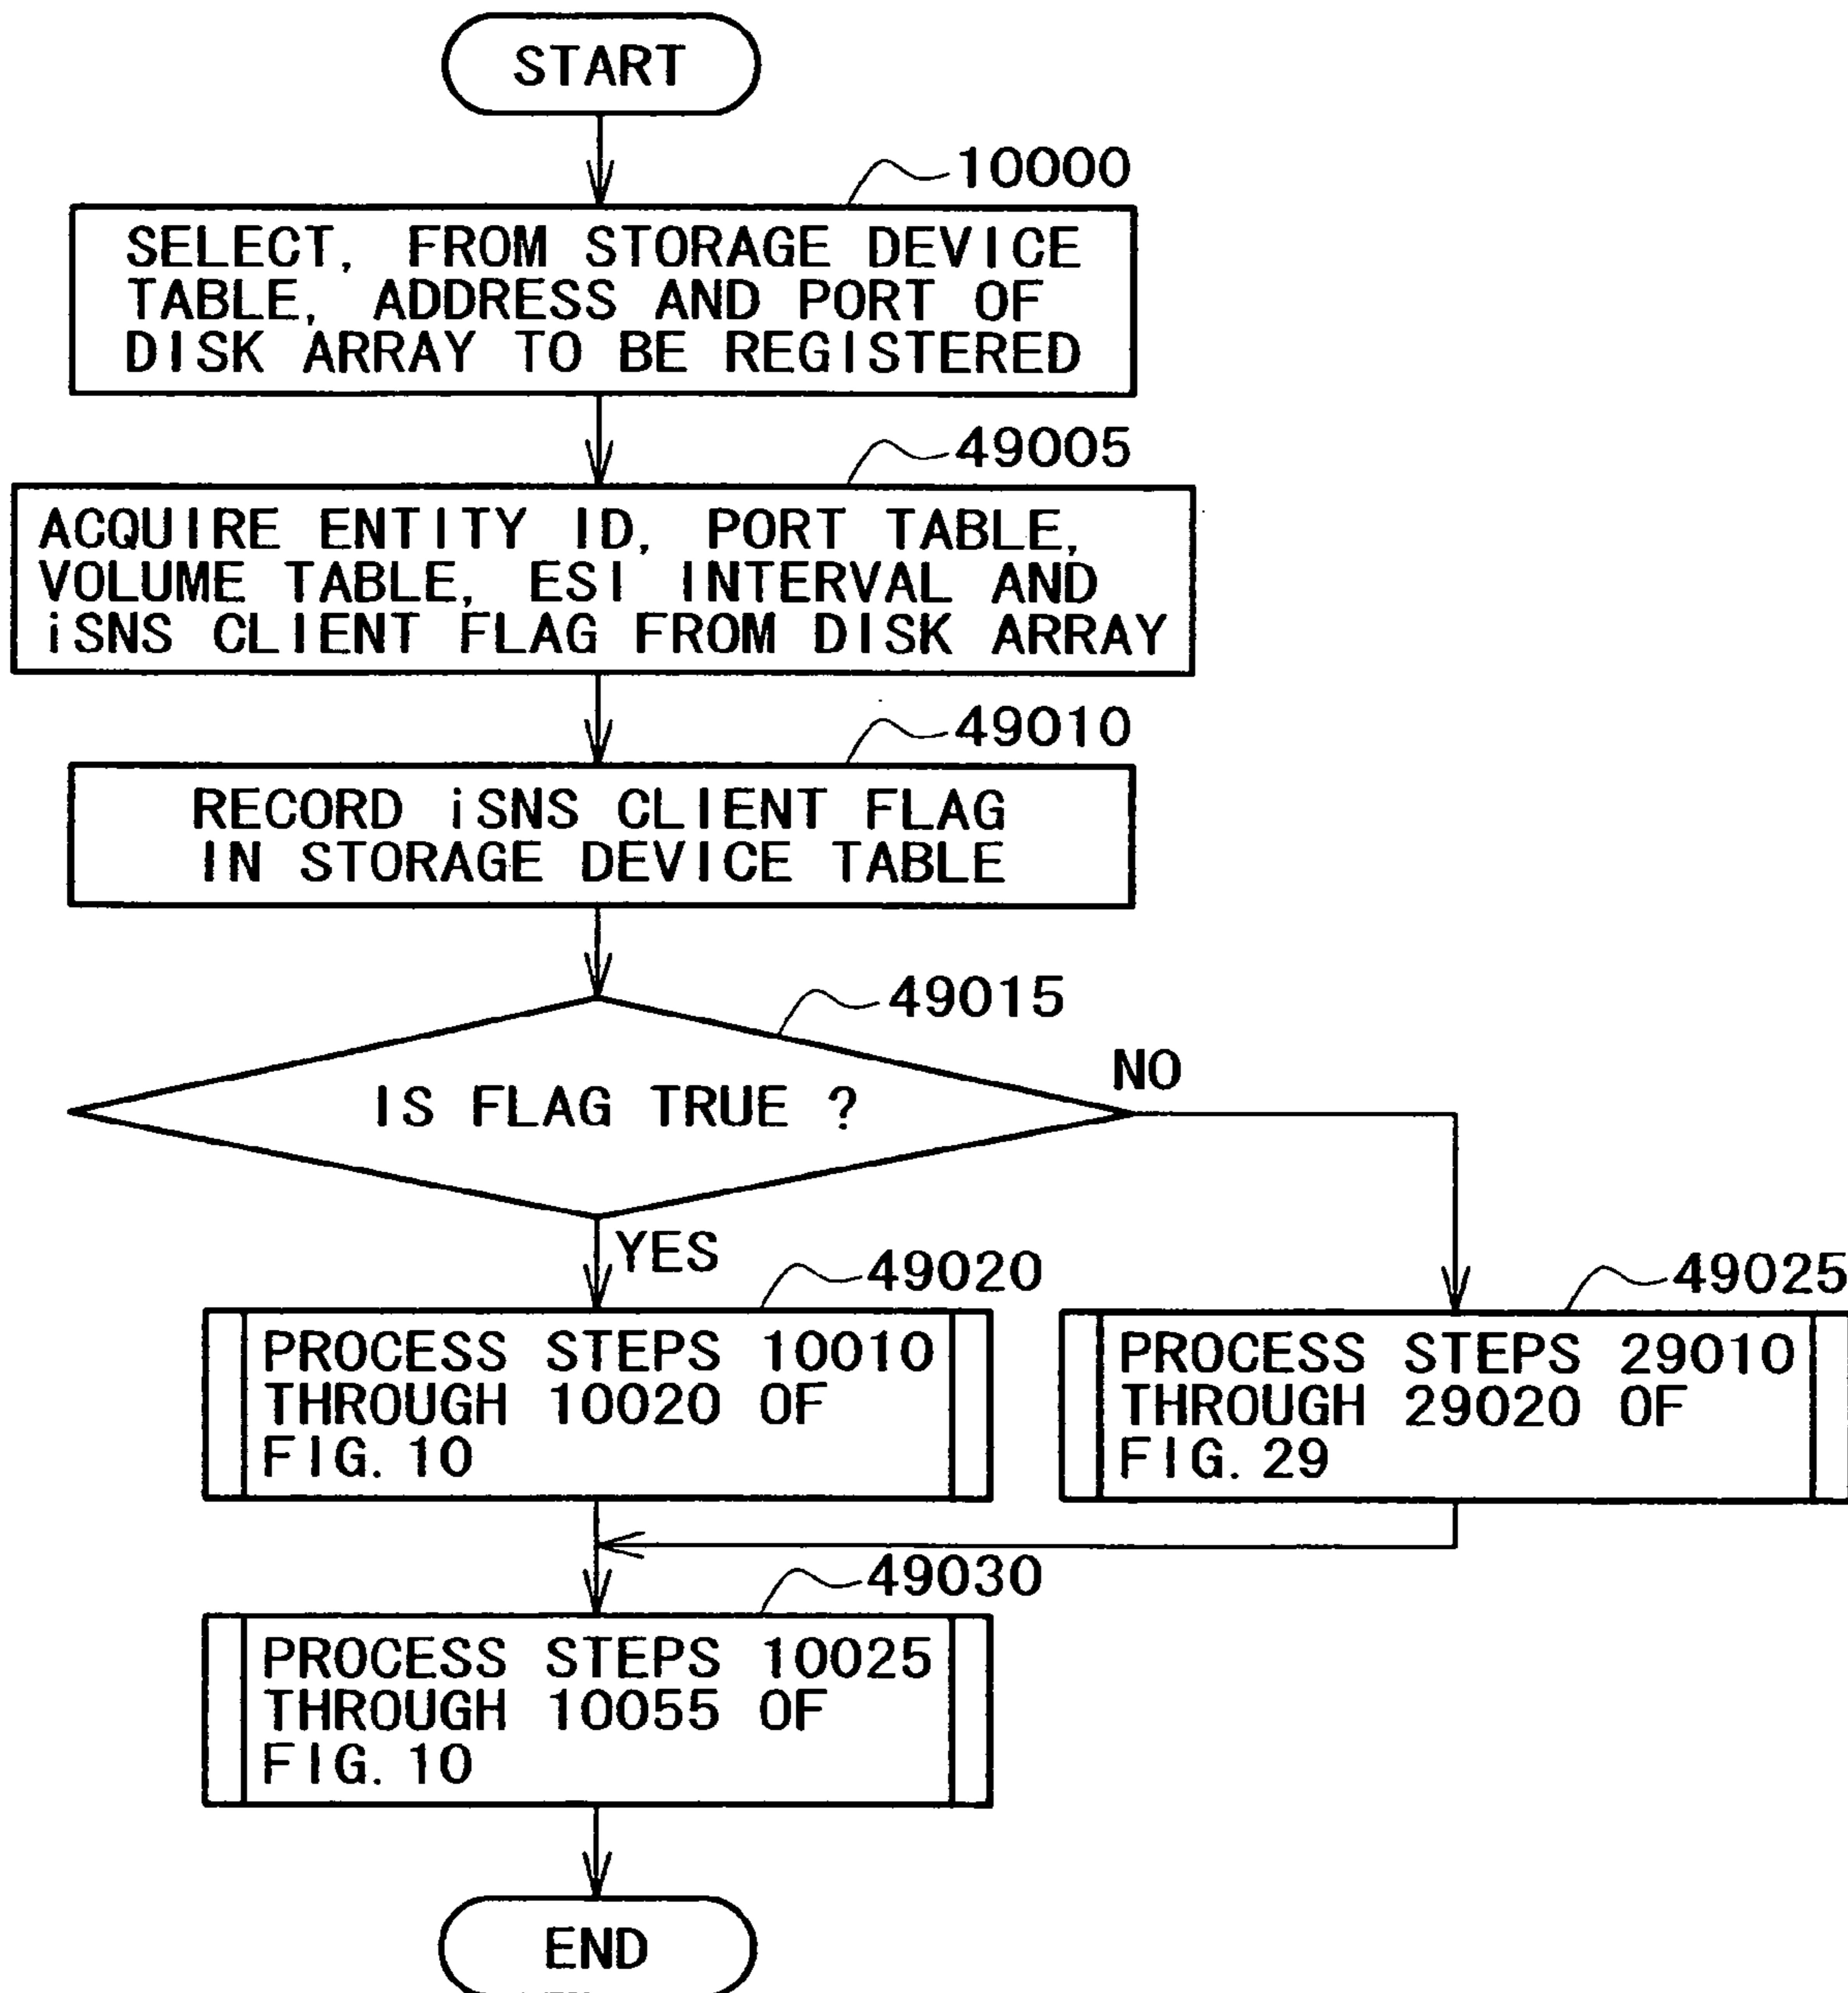 START
10000
SELECT, FROM STORAGE DEVICE
TABLE, ADDRESS AND PORT OF
DISK ARRAY TO BE REGISTERED
49005
ACQUIRE ENTITY ID, PORT TABLE,
VOLUME TABLE, ESI INTERVAL AND
iSNS CLIENT FLAG FROM DISK ARRAY
49010
RECORD iSNS CLIENT FLAG
IN STORAGE DEVICE TABLE
49015
IS FLAG TRUE ?
NO
YES
49020
PROCESS STEPS 10010
THROUGH 10020 OF
FIG. 10
49025
PROCESS STEPS 29010
THROUGH 29020 OF
FIG. 29
49030
PROCESS STEPS 10025
THROUGH 10055 OF
FIG. 10
END